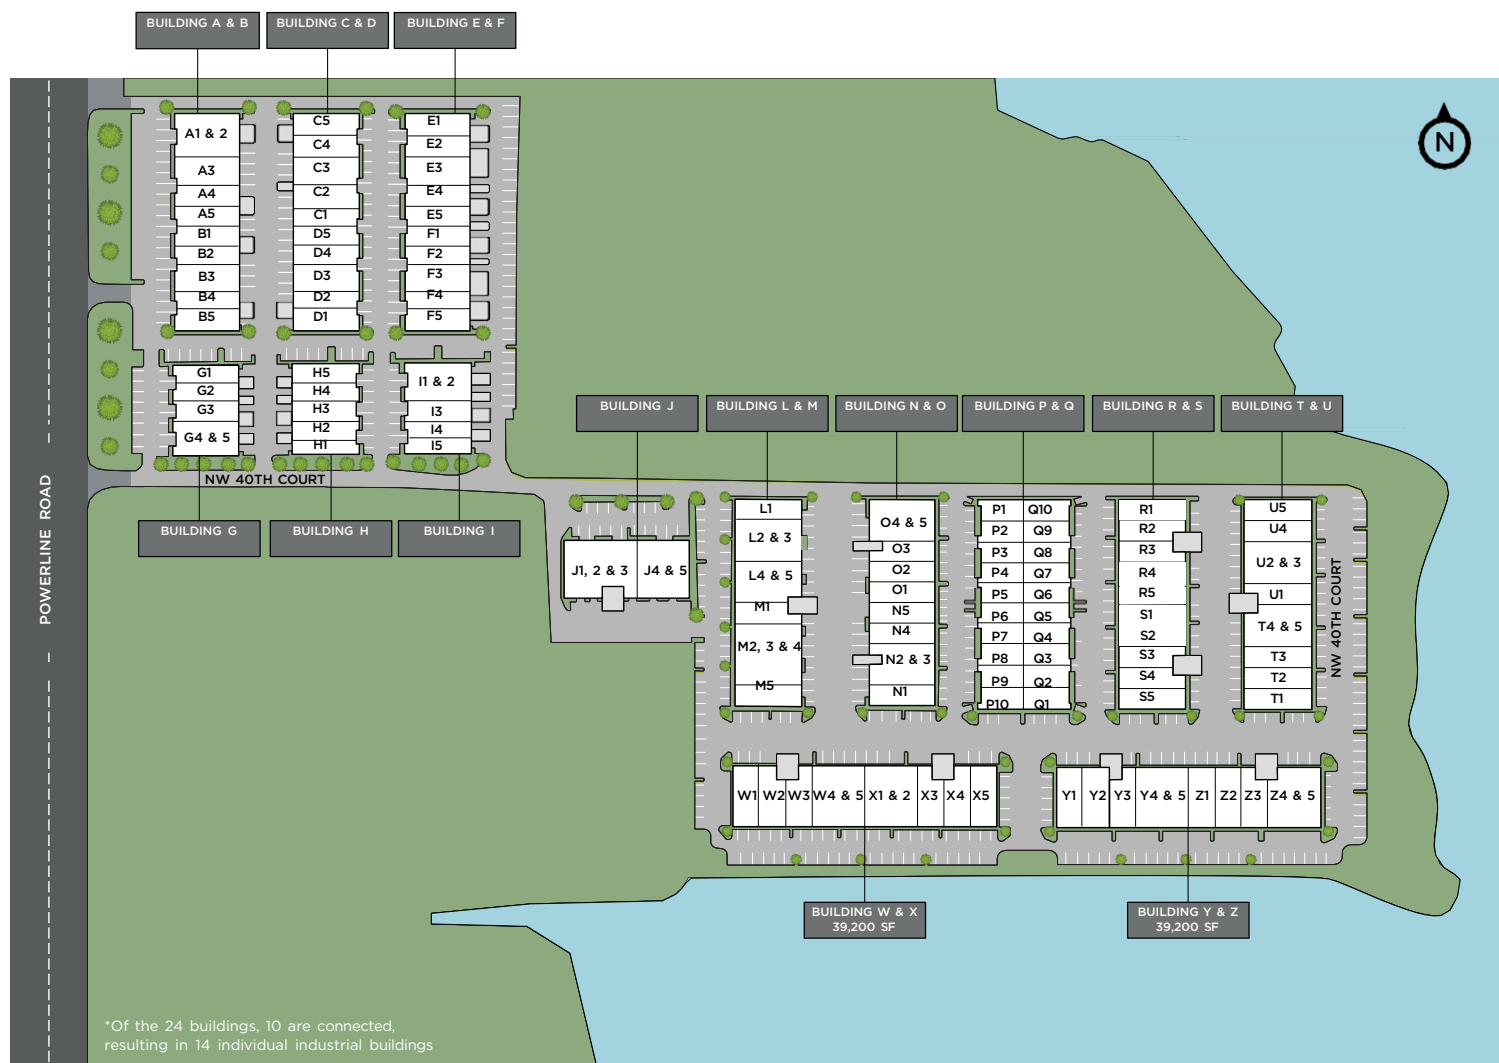 BUILDING A & B
BUILDING C & D
BUILDING E & F
N
A1 & 2
A3
A4
A5
B1
B2
B3
B4
B5
C5
C4
C3
C2
C1
D5
D4
D3
D2
D1
E1
E2
E3
E4
E5
F1
F2
F3
F4
F5
G1
G2
G3
G4 & 5
H5
H4
H3
H2
H1
I1 & 2
I3
I4
I5
NW 40TH COURT
POWERLINE ROAD
BUILDING G
BUILDING H
BUILDING I
BUILDING J
BUILDING L & M
BUILDING N & O
BUILDING P & Q
BUILDING R & S
BUILDING T & U
J1, 2 & 3
J4 & 5
L1
L2 & 3
L4 & 5
M1
M2, 3 & 4
M5
O4 & 5
O3
O2
O1
N5
N4
N2 & 3
N1
P1 Q10
P2 Q9
P3 Q8
P4 Q7
P5 Q6
P6 Q5
P7 Q4
P8 Q3
P9 Q2
P10 Q1
R1
R2
R3
R4
R5
S1
S2
S3
S4
S5
U5
U4
U2 & 3
U1
T4 & 5
T3
T2
T1
NW 40TH COURT
W1 W2 W3 W4 & 5 X1 & 2 X3 X4 X5
Y1 Y2 Y3 Y4 & 5 Z1 Z2 Z3 Z4 & 5
BUILDING W & X
39,200 SF
BUILDING Y & Z
39,200 SF
*Of the 24 buildings, 10 are connected,
resulting in 14 individual industrial buildings